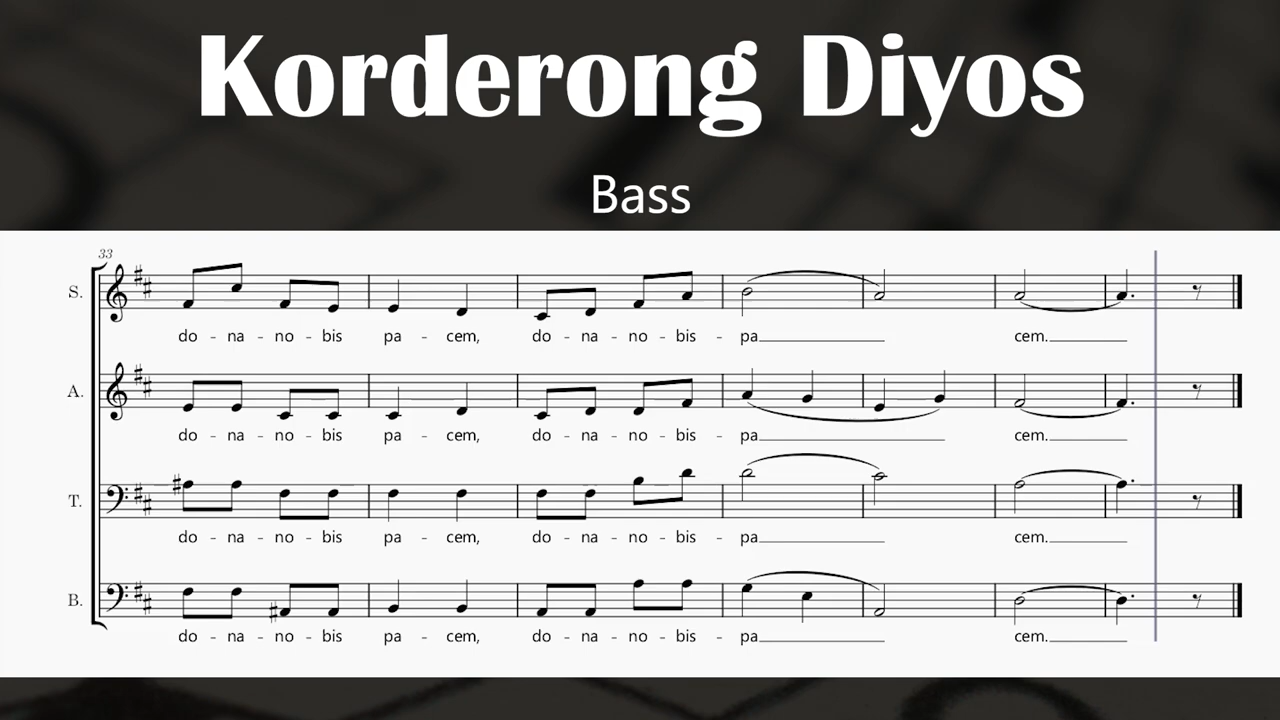 Korderong Diyos
Bass
33
S.
do - na - no - bis pa - cem, do - na - no - bis - pa cem.
A.
do - na - no - bis pa - cem, do - na - no - bis - pa cem.
T.
do - na - no - bis pa - cem, do - na - no - bis - pa cem.
B.
do - na - no - bis pa - cem, do - na - no - bis - pa cem.